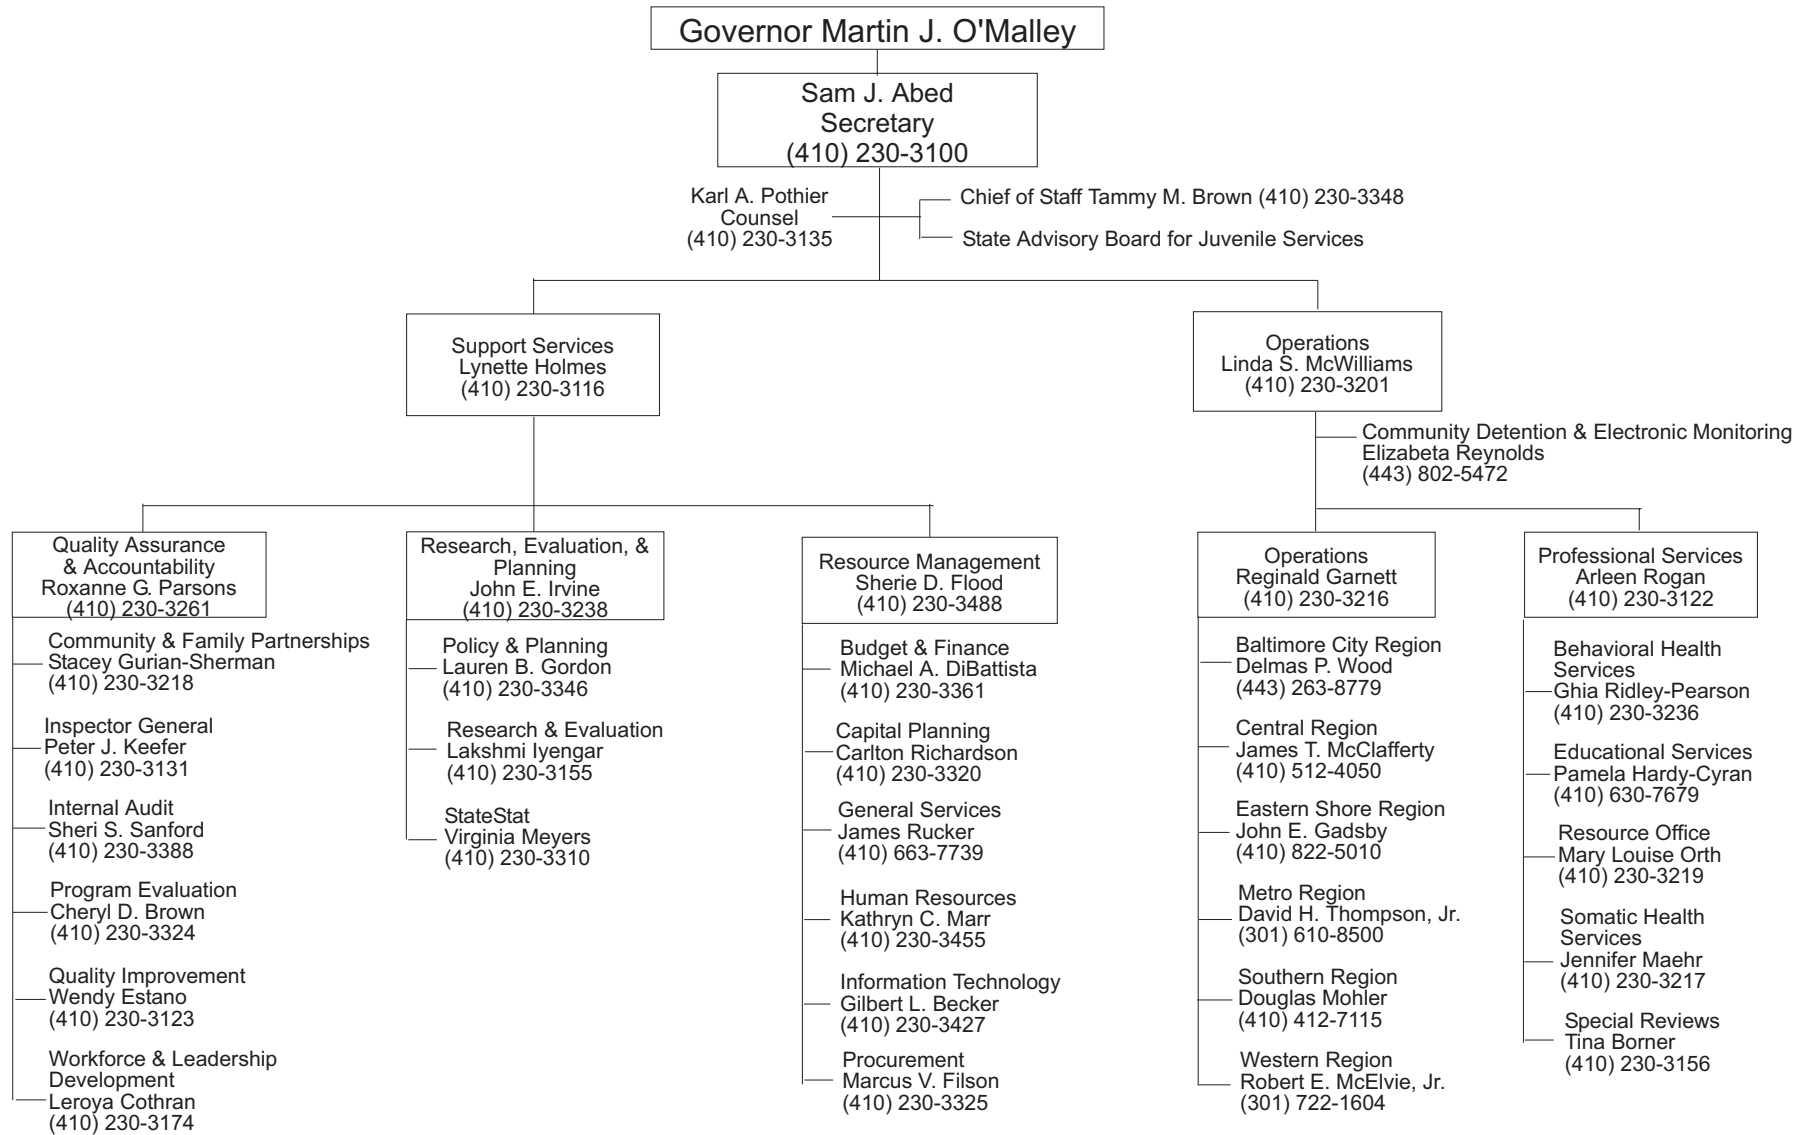 Governor Martin J. O'Malley
Sam J. Abed
Secretary
(410) 230-3100
Karl A. Pothier
Counsel
(410) 230-3135
Chief of Staff Tammy M. Brown (410) 230-3348
State Advisory Board for Juvenile Services
Support Services
Lynette Holmes
(410) 230-3116
Operations
Linda S. McWilliams
(410) 230-3201
Community Detention & Electronic Monitoring
Elizabeta Reynolds
(443) 802-5472
Quality Assurance
& Accountability
Roxanne G. Parsons
(410) 230-3261
Community & Family Partnerships
Stacey Gurian-Sherman
(410) 230-3218
Inspector General
Peter J. Keefer
(410) 230-3131
Internal Audit
Sheri S. Sanford
(410) 230-3388
Program Evaluation
Cheryl D. Brown
(410) 230-3324
Quality Improvement
Wendy Estano
(410) 230-3123
Workforce & Leadership
Development
Leroya Cothran
(410) 230-3174
Research, Evaluation, &
Planning
John E. Irvine
(410) 230-3238
Policy & Planning
Lauren B. Gordon
(410) 230-3346
Research & Evaluation
Lakshmi Iyengar
(410) 230-3155
StateStat
Virginia Meyers
(410) 230-3310
Resource Management
Sherie D. Flood
(410) 230-3488
Budget & Finance
Michael A. DiBattista
(410) 230-3361
Capital Planning
Carlton Richardson
(410) 230-3320
General Services
James Rucker
(410) 663-7739
Human Resources
Kathryn C. Marr
(410) 230-3455
Information Technology
Gilbert L. Becker
(410) 230-3427
Procurement
Marcus V. Filson
(410) 230-3325
Operations
Reginald Garnett
(410) 230-3216
Baltimore City Region
Delmas P. Wood
(443) 263-8779
Central Region
James T. McClafferty
(410) 512-4050
Eastern Shore Region
John E. Gadsby
(410) 822-5010
Metro Region
David H. Thompson, Jr.
(301) 610-8500
Southern Region
Douglas Mohler
(410) 412-7115
Western Region
Robert E. McElvie, Jr.
(301) 722-1604
Professional Services
Arleen Rogan
(410) 230-3122
Behavioral Health
Services
Ghia Ridley-Pearson
(410) 230-3236
Educational Services
Pamela Hardy-Cyran
(410) 630-7679
Resource Office
Mary Louise Orth
(410) 230-3219
Somatic Health
Services
Jennifer Maehr
(410) 230-3217
Special Reviews
Tina Borner
(410) 230-3156